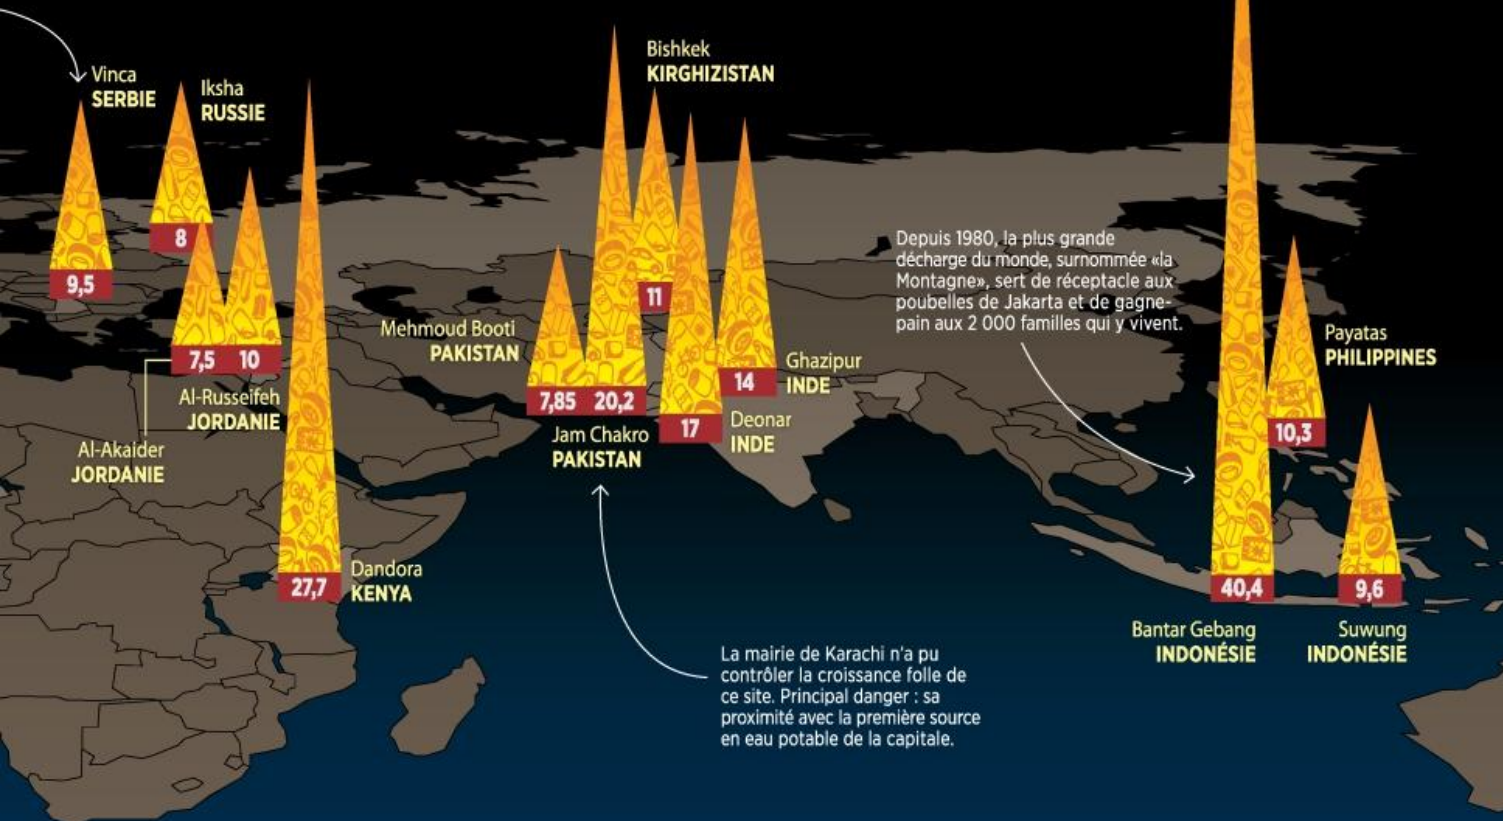 Vinca
SERBIE
9,5
Iksha
RUSSIE
8
7,5
10
Al-Russeifeh
JORDANIE
Al-Akaider
JORDANIE
27,7
Dandora
KENYA
Bishkek
KIRGHIZISTAN
11
Mehmoud Booti
PAKISTAN
7,85
20,2
Jam Chakro
PAKISTAN
14
Ghazipur
INDE
17
Deonar
INDE
La mairie de Karachi n'a pu
contrôler la croissance folle de
ce site. Principal danger : sa
proximité avec la première source
en eau potable de la capitale.
Depuis 1980, la plus grande
décharge du monde, surnommée «la
Montagne», sert de réceptacle aux
poubelles de Jakarta et de gagne-
pain aux 2 000 familles qui y vivent.
Payatas
PHILIPPINES
10,3
40,4
Bantar Gebang
INDONÉSIE
9,6
Suwung
INDONÉSIE